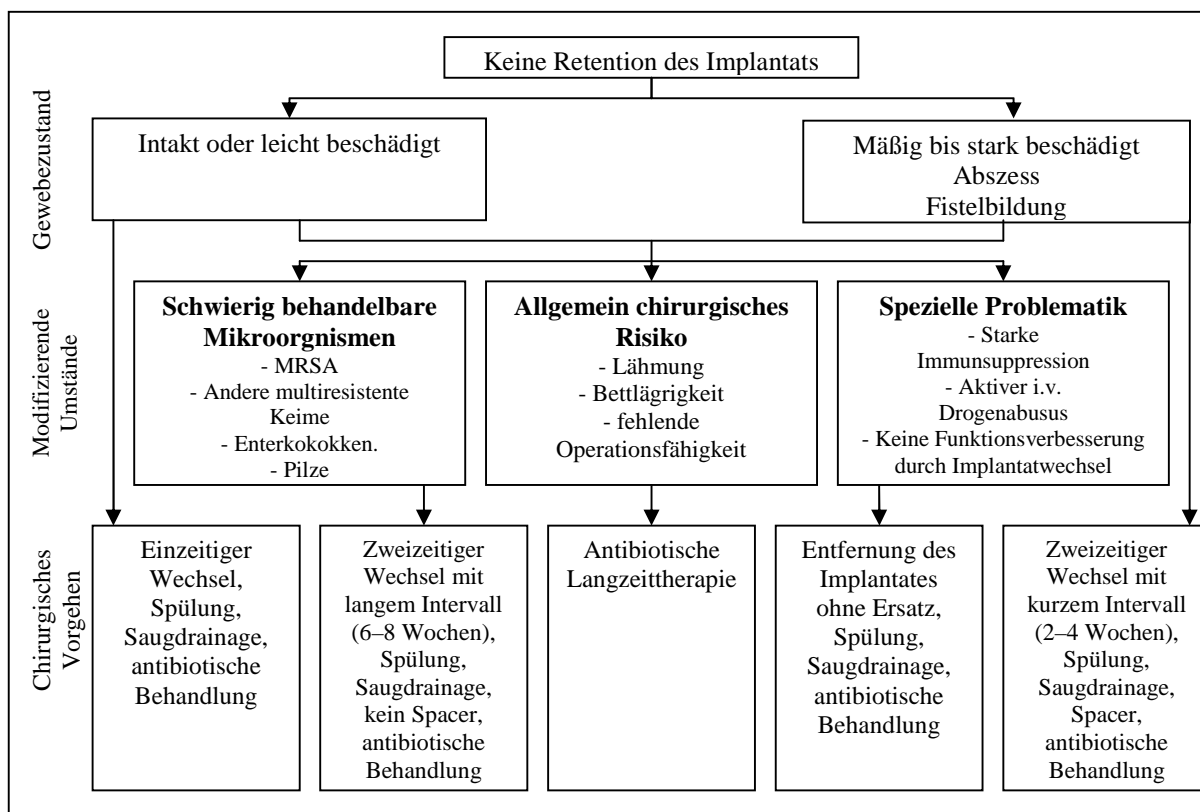 Keine Retention des Implantats
Gewebezustand
Intakt oder leicht beschädigt
Mäßig bis stark beschädigt
Abszess
Fistelbildung
Modifizierende
Umstände
Schwierig behandelbare
Mikroorgnismen
- MRSA
- Andere multiresistente
Keime
- Enterkokokken.
- Pilze
Allgemein chirurgisches
Risiko
- Lähmung
- Bettlägrigkeit
- fehlende
Operationsfähigkeit
Spezielle Problematik
- Starke
Immunsuppression
- Aktiver i.v.
Drogenabusus
- Keine Funktionsverbesserung
durch Implantatwechsel
Chirurgisches
Vorgehen
Einzeitiger
Wechsel,
Spülung,
Saugdrainage,
antibiotische
Behandlung
Zweizeitiger
Wechsel mit
langem Intervall
(6–8 Wochen),
Spülung,
Saugdrainage,
kein Spacer,
antibiotische
Behandlung
Antibiotische
Langzeittherapie
Entfernung des
Implantates
ohne Ersatz,
Spülung,
Saugdrainage,
antibiotische
Behandlung
Zweizeitiger
Wechsel mit
kurzem Intervall
(2–4 Wochen),
Spülung,
Saugdrainage,
Spacer,
antibiotische
Behandlung